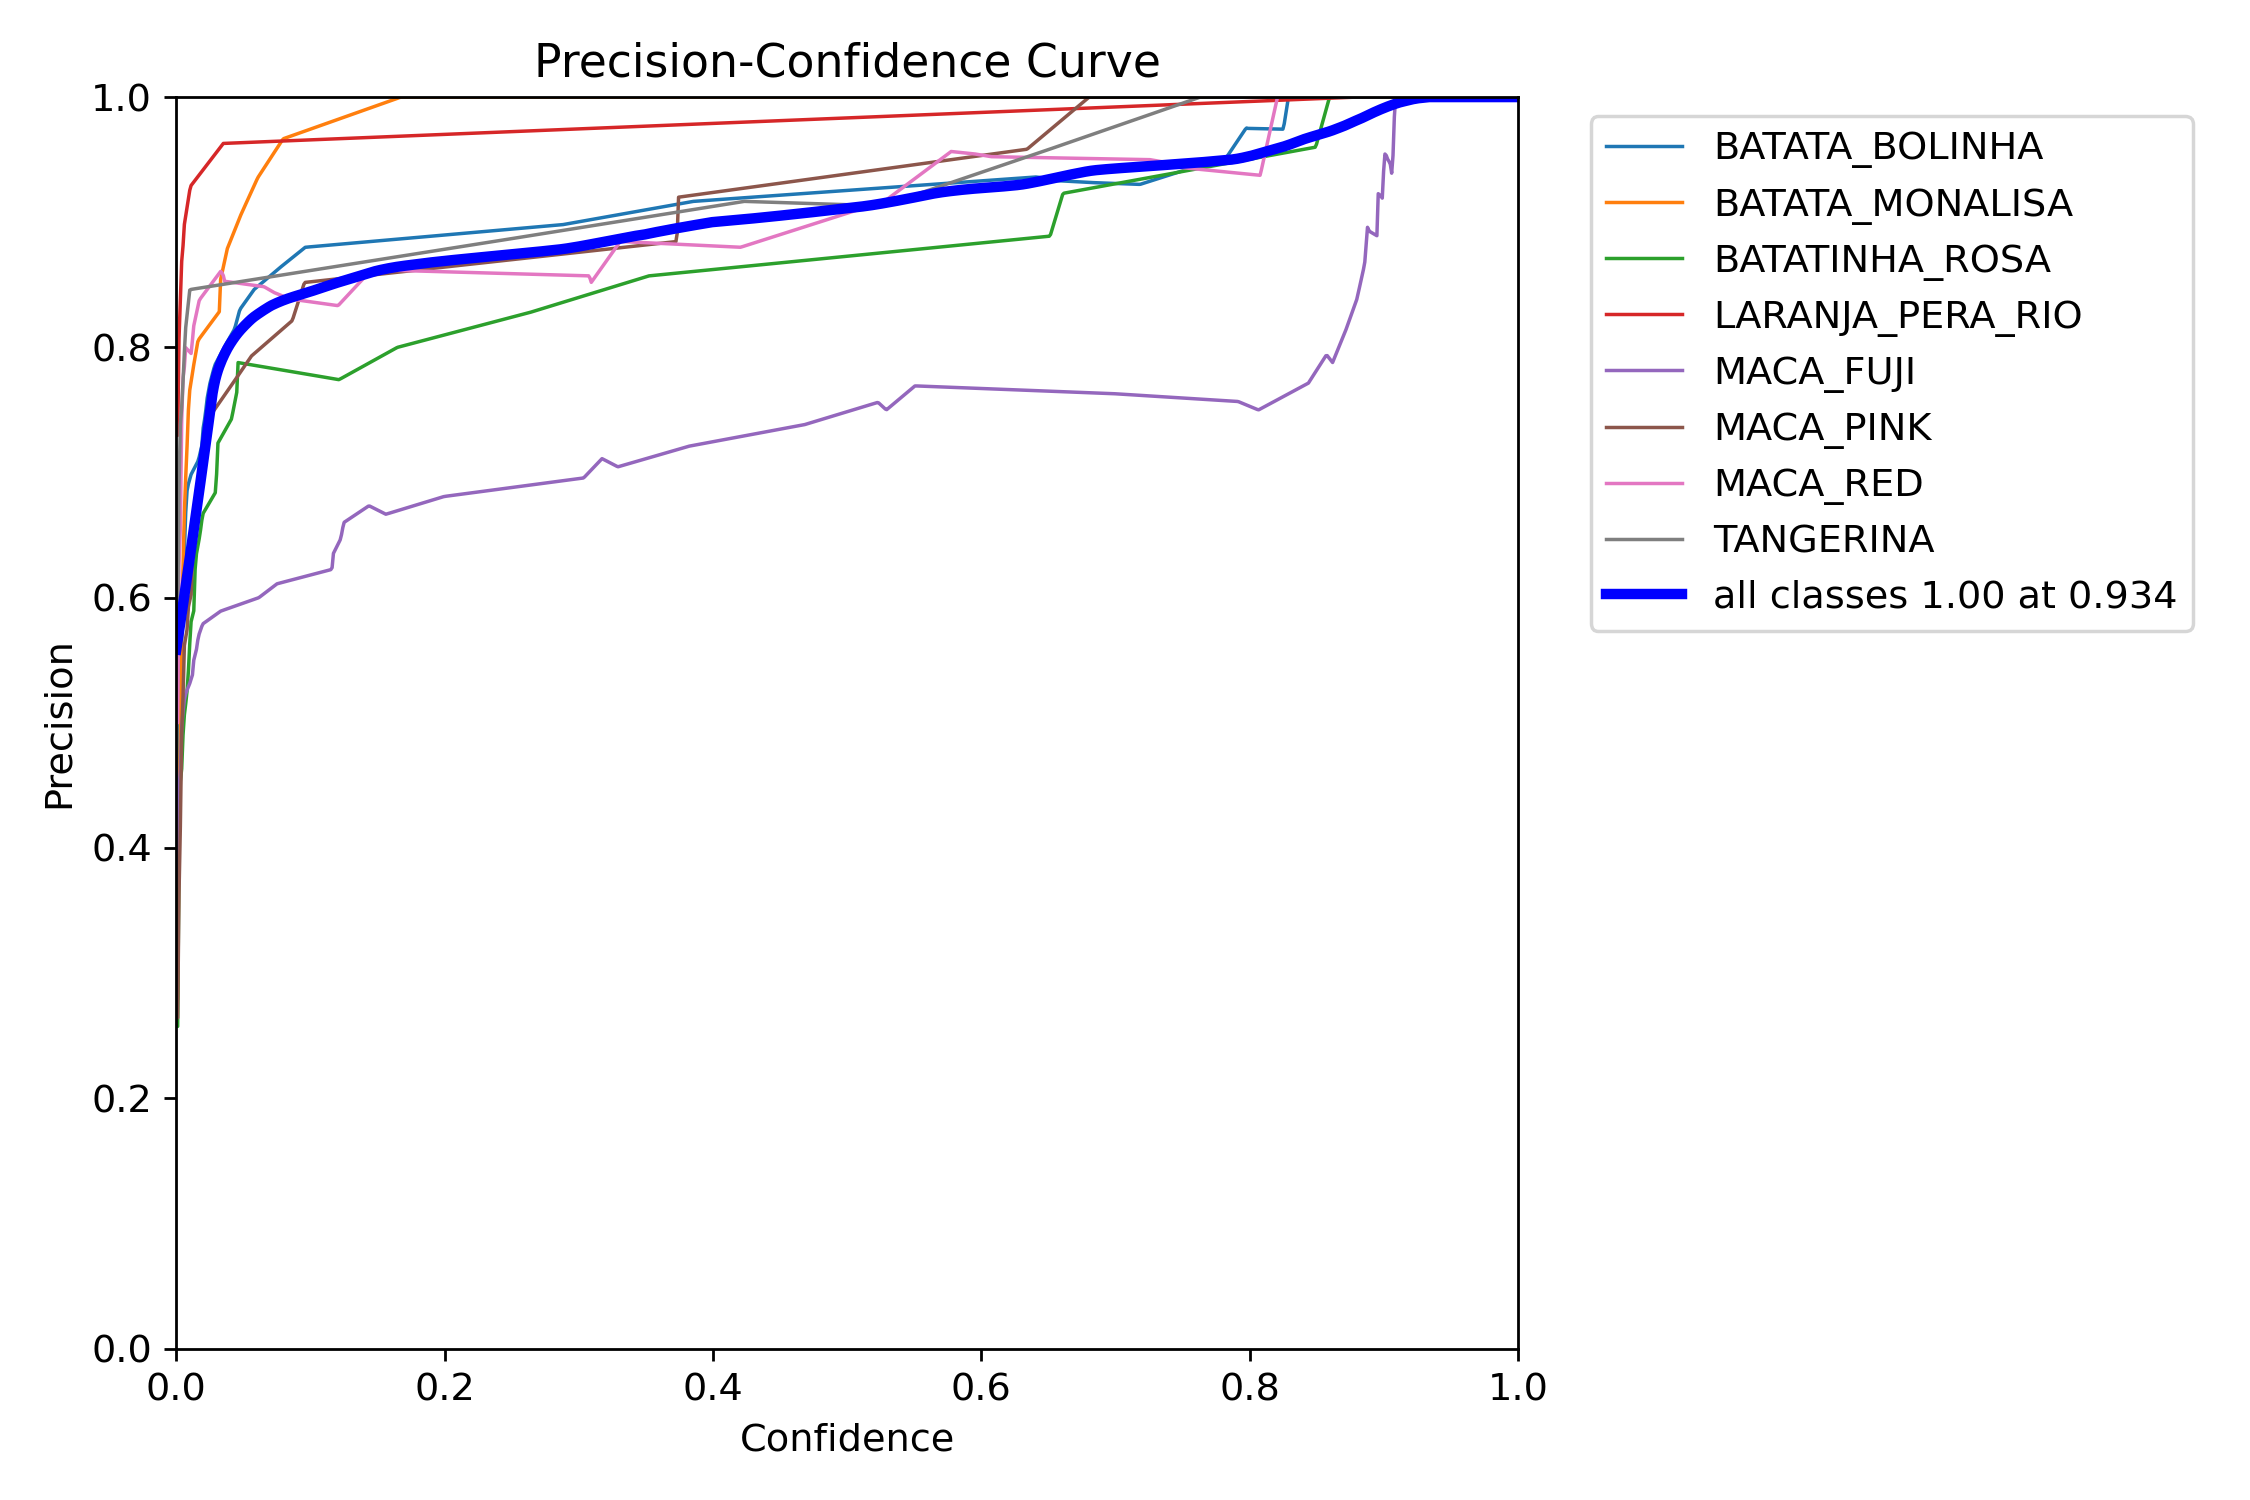 Precision-Confidence Curve
1.0
0.8
0.6
0.4
0.2
0.0
Precision
0.0 0.2 0.4 0.6 0.8 1.0
Confidence
BATATA_BOLINHA
BATATA_MONALISA
BATATINHA_ROSA
LARANJA_PERA_RIO
MACA_FUJI
MACA_PINK
MACA_RED
TANGERINA
all classes 1.00 at 0.934